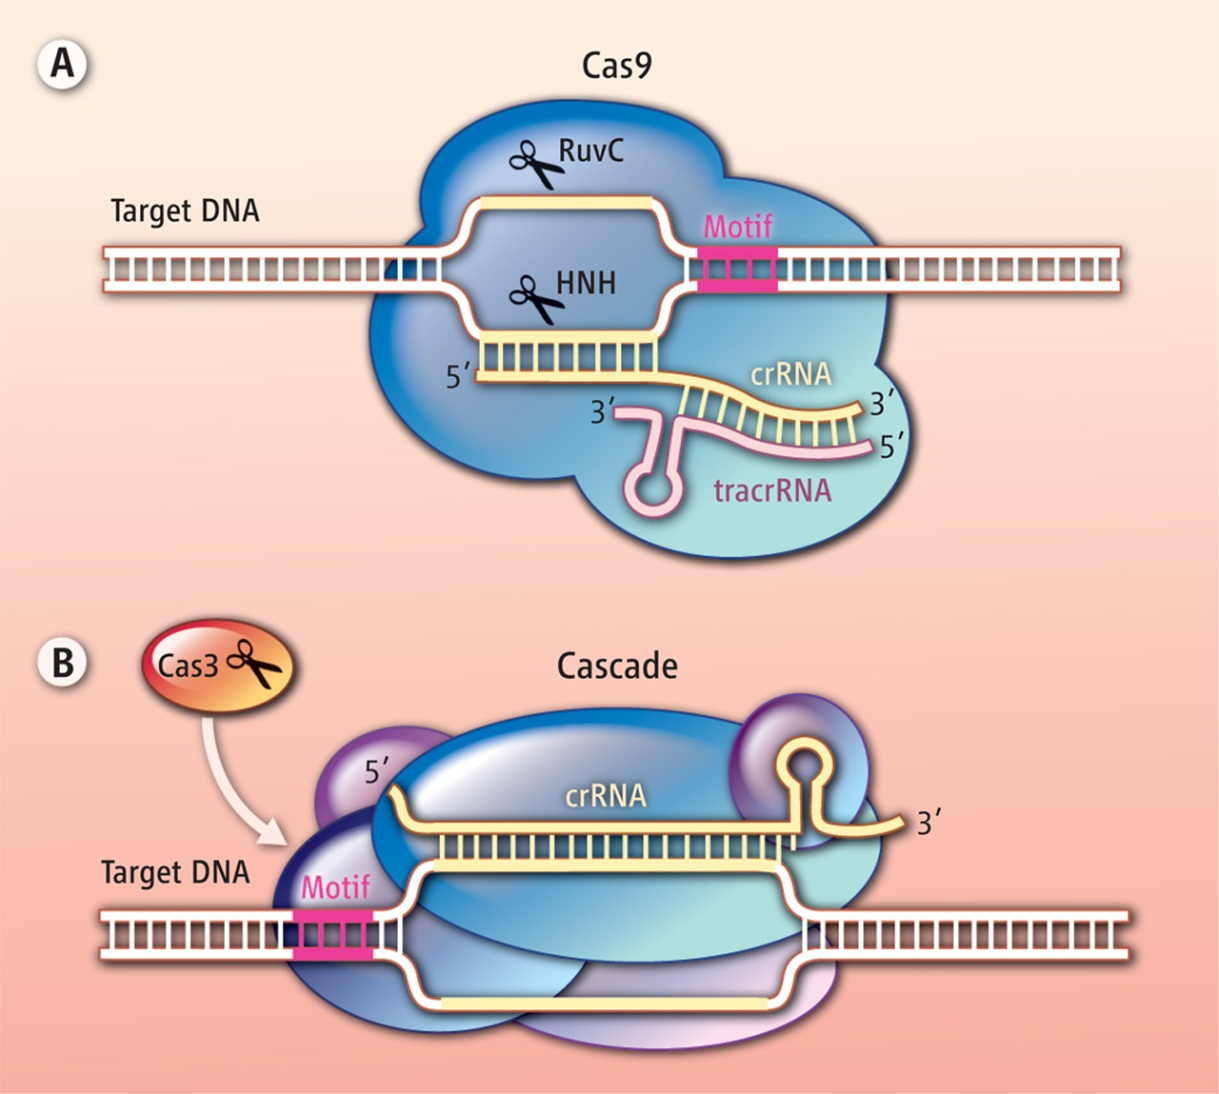 A
Cas9
RuvC
Target DNA
Motif
HNH
5′
crRNA
3′
3′
5′
tracrRNA
B
Cas3
Cascade
5′
crRNA
3′
Target DNA
Motif